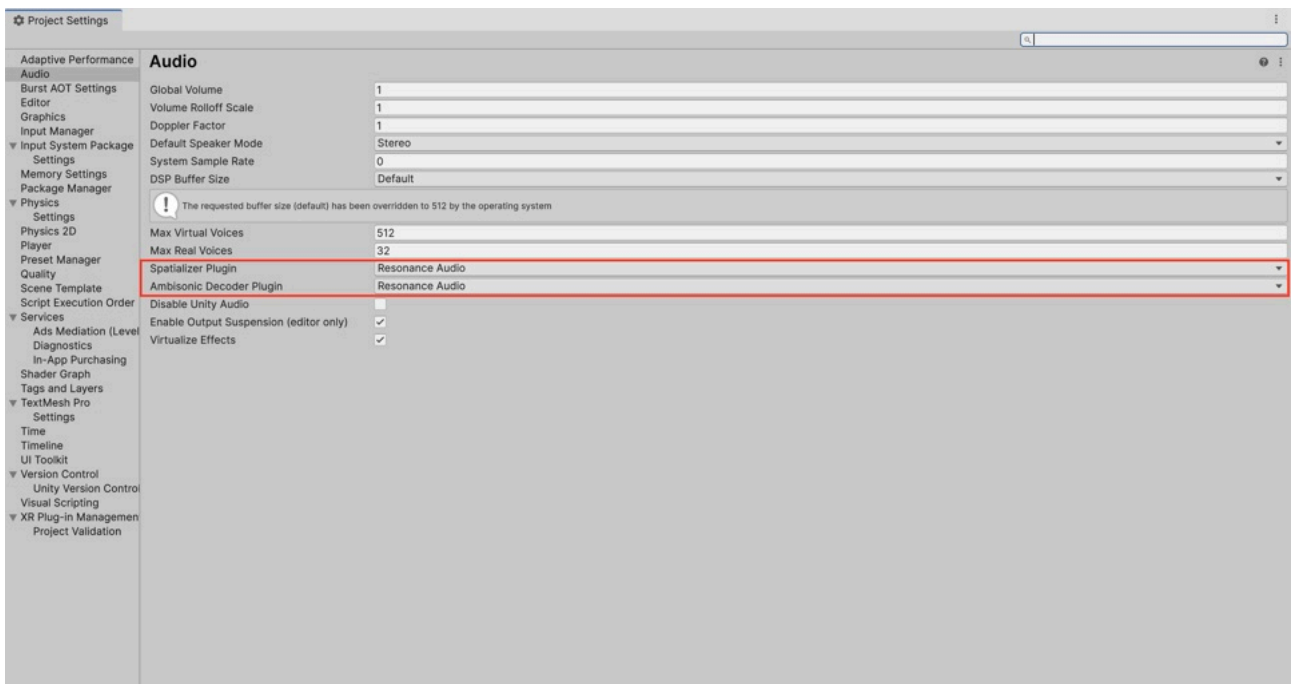 Project Settings
Adaptive Performance
Audio
Burst AOT Settings
Editor
Graphics
Input Manager
Input System Package
Settings
Memory Settings
Package Manager
Physics
Settings
Physics 2D
Player
Preset Manager
Quality
Scene Template
Script Execution Order
Services
Ads Mediation (Level
Diagnostics
In-App Purchasing
Shader Graph
Tags and Layers
TextMesh Pro
Settings
Time
Timeline
UI Toolkit
Version Control
Unity Version Control
Visual Scripting
XR Plug-in Managemen
Project Validation
Audio
Global Volume 1
Volume Rolloff Scale 1
Doppler Factor 1
Default Speaker Mode Stereo
System Sample Rate 0
DSP Buffer Size Default
The requested buffer size (default) has been overridden to 512 by the operating system
Max Virtual Voices 512
Max Real Voices 32
Spatializer Plugin Resonance Audio
Ambisonic Decoder Plugin Resonance Audio
Disable Unity Audio
Enable Output Suspension (editor only)
Virtualize Effects